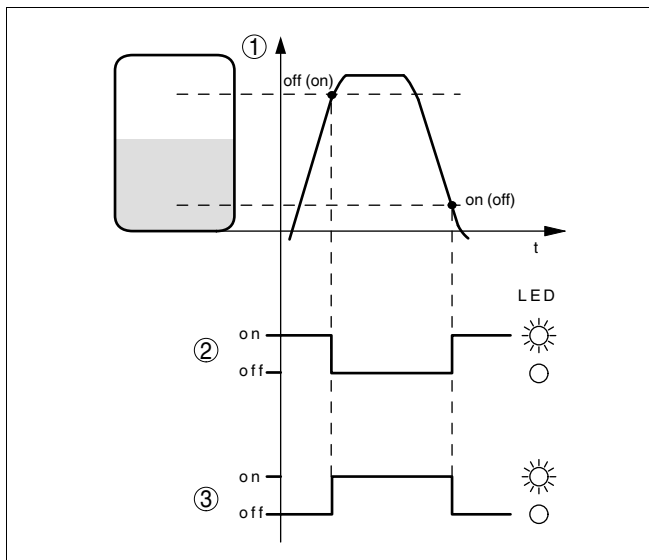 ①
off (on)
on (off)
t
LED
② on
off
on
③ off